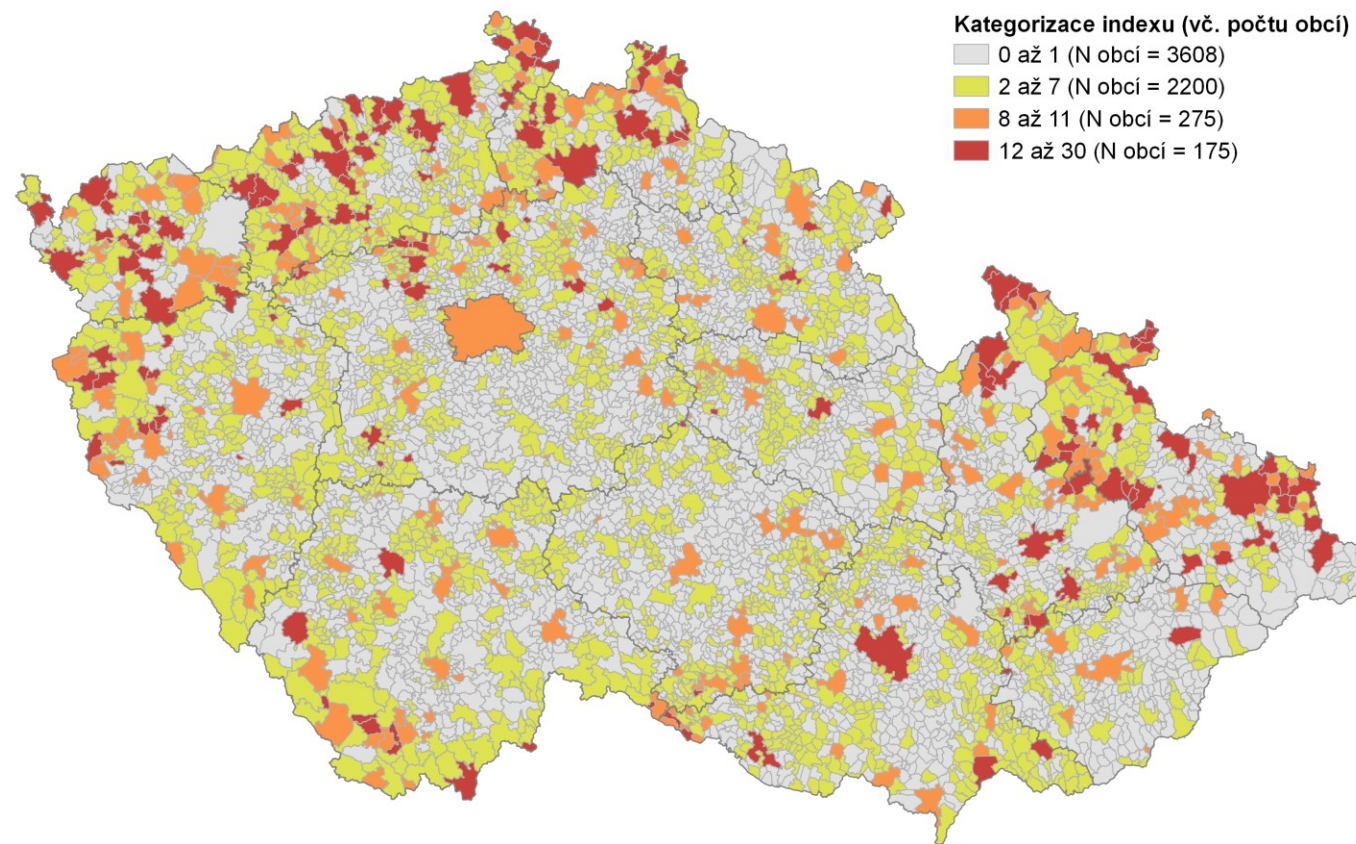 Kategorizace indexu (vč. počtu obcí)
0 až 1 (N obcí = 3608)
2 až 7 (N obcí = 2200)
8 až 11 (N obcí = 275)
12 až 30 (N obcí = 175)